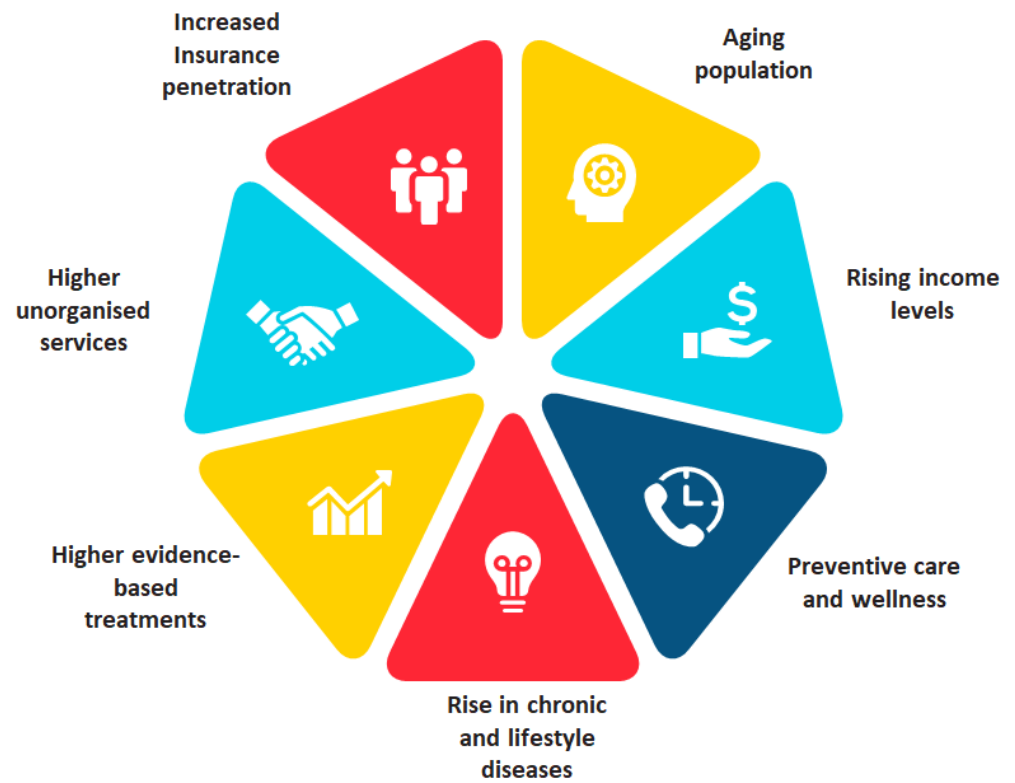 Increased
Insurance
penetration
Aging
population
Rising income
levels
Preventive care
and wellness
Rise in chronic
and lifestyle
diseases
Higher evidence-
based
treatments
Higher
unorganised
services
$